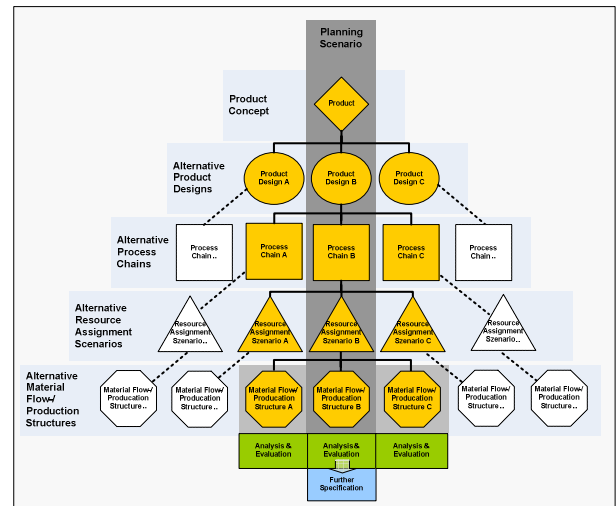 Planning
Scenario
Product
Concept
Product
Alternative
Product
Designs
Product
Design A
Product
Design B
Product
Design C
Alternative
Process
Chains
Process
Chain ..
Process
Chain A
Process
Chain B
Process
Chain C
Process
Chain ..
Alternative
Resource
Assignment
Scenarios
Resource
Assignment
Szenario ..
Resource
Assignment
Szenario A
Resource
Assignment
Szenario B
Resource
Assignment
Szenario C
Resource
Assignment
Szenario ..
Alternative
Material
Flow-/
Production
Structures
Material Flow-/
Producation
Structure ..
Material Flow-/
Producation
Structure ..
Material Flow-/
Producation
Structure A
Material Flow-/
Producation
Structure B
Material Flow-/
Producation
Structure C
Material Flow-/
Producation
Structure ..
Material Flow-/
Producation
Structure ..
Analysis &
Evaluation
Analysis&
Evaluation
Analysis &
Evaluation
Further
Specification